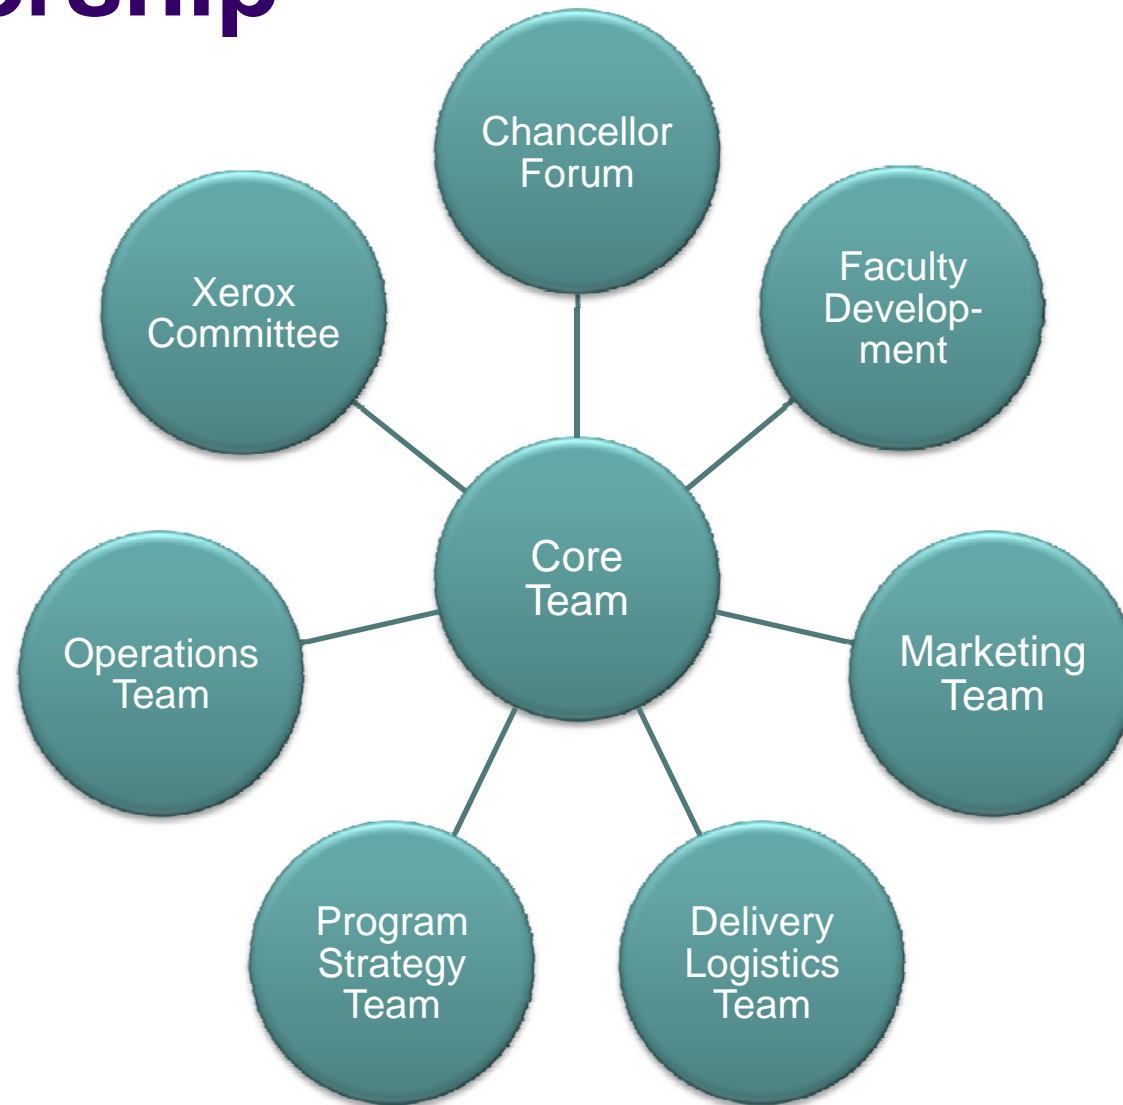 Chancellor
Forum
Faculty
Develop-
ment
Xerox
Committee
Core
Team
Operations
Team
Marketing
Team
Program
Strategy
Team
Delivery
Logistics
Team